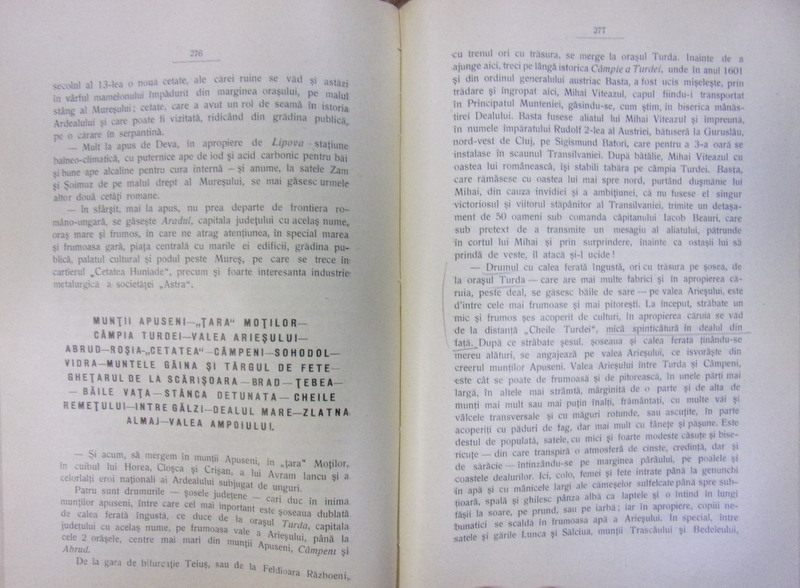 276
secolul al 13-lea o nouă cetate, ale cărei ruine se văd și astăzi
în vârful mamelonului împădurit din marginea orașului, pe malul
stâng al Mureșului; cetate, care a avut un rol de seamă în istoria
Ardealului și care poate fi vizitată, ridicând din grădina publică,
pe o cărare în serpantină.
— Mult la apus de Deva, în apropiere de Lipova — stațiune
balneo-climatică, cu puternice ape de iod și acid carbonic pentru băi
și bune ape alcaline pentru cura internă — și anume, la satele Zam
și Șoimuz de pe malul drept al Mureșului, se mai găsesc urmele
altor două cetăți romane.
— În sfârșit, mai la apus, nu prea departe de frontiera ro-
mâno-ungară, se găsește Aradul, capitala județului cu acelaș nume,
oraș mare și frumos, în care ne atrag atențiunea, în special marea
și frumoasa gară, piața centrală cu marile ei edificii, grădina pu-
blică, palatul cultural și podul peste Mureș, pe care se trece în
cartierul „Cetatea Huniade", precum și foarte interesanta industrie
metalurgică a societăței „Astra".
MUNȚII APUSENI—„ȚARA" MOȚILOR—
CÂMPIA TURDEI—VALEA ARIEȘULUI—
ABRUD—ROȘIA-„CETATEA"—CÂMPENI—SOHODOL—
VIDRA—MUNTELE GĂINA ȘI TÂRGUL DE FETE—
GHEȚARUL DE LA SCĂRIȘOARA—BRAD—ȚEBEA—
— BĂILE VAȚA—STÂNCA DETUNATA— CHEILE
REMEȚULUI—INTRE GĂLZI—DEALUL MARE—ZLATNA
ALMAJ—VALEA AMPOIULUI.
— Și acum, să mergem în munții Apuseni, în „țara" Moților,
în cuibul lui Horea, Cloșca și Crișan, a lui Avram Iancu și a
celorlalți eroi naționali ai Ardealului subjugat de unguri.
Patru sunt drumurile — șosele județene — cari duc în inima
munților apuseni, între care cel mai important este șoseaua dublată
de calea ferată îngustă, ce duce de la orașul Turda, capitala
județului cu acelaș nume, pe frumoasa vale a Arieșului, până la
cele 2 orășele, centre mai mari din munții Apuseni, Câmpeni și
Abrud.
De la gara de bifurcație Teiuș, sau de la Feldioara Războeni,
277
cu trenul ori cu trăsura, se merge la orașul Turda. Inainte de a
ajunge aici, treci pe lângă istorica Câmpie a Turdei, unde în anul 1601
și din ordinul generalului austriac Basta, a fost ucis mișelește, prin
trădare și îngropat aici, Mihai Viteazul, capul fiindu-i transportat
în Principatul Munteniei, găsindu-se, cum știm, în biserica mânăs-
tirei Dealului. Basta fusese aliatul lui Mihai Viteazul și împreună,
în numele împăratului Rudolf 2-lea al Austriei, bătuseră la Guruslău,
nord-vest de Cluj, pe Sigismund Batori, care pentru a 3-a oară se
instalase în scaunul Transilvaniei. După bătălie, Mihai Viteazul cu
oastea lui românească, își stabili tabăra pe câmpia Turdei. Basta,
care rămăsese cu oastea lui mai spre nord, purtând dușmănie lui
Mihai, din cauza invidiei și a ambițiunei, că nu fusese el singur
victoriosul și viitorul stăpânitor al Transilvaniei, trimite un detașa-
ment de 50 oameni sub comanda căpitanului Iacob Beauri, care
sub pretext de a transmite un mesagiu al aliatului, pătrunde
în cortul lui Mihai și prin surprindere, înainte ca ostașii lui să
prindă de veste, îl atacă și-l ucide!
— Drumul cu calea ferată îngustă, ori cu trăsura pe șosea, de
la orașul Turda — care are mai multe fabrici și în apropierea că-
ruia, peste deal, se găsesc băile de sare — pe valea Arieșului, este
d'intre cele mai frumoase și mai pitorești. La început, străbate un
mic și frumos șes acoperit de culturi, în apropierea căruia se văd
de la distanță „Cheile Turdei", mică spinticătură în dealul din
față. După ce străbate șesul, șoseaua și calea ferată ținându-se
mereu alături, se angajează pe valea Arieșului, ce isvorăște din
creerul munților Apuseni. Valea Arieșului între Turda și Câmpeni,
este cât se poate de frumoasă și de pitorească, în unele părți mai
largă, în altele mai strâmtă, mărginită de o parte și de alta de
munți mai mult sau mai puțin înalți, frământați, cu multe văi și
vâlcele transversale și cu măguri rotunde, sau ascuțite, în parte
acoperiți cu păduri de fag, dar mai mult cu fânețe și pășune. Este
destul de populată, satele, cu mici și foarte modeste căsuțe și bise-
ricuțe — din care transpiră o atmosferă de cinste, credință, dar și
de sărăcie — întinzându-se pe marginea pârâului, pe poalele și
coastele dealurilor. Ici, colo, femei și fete intrate până la genunchi
în apă și cu mânicele largi ale cămeșelor sulfelcate până spre sub-
țioară, spală și ghilesc pânza albă ca laptele și o întind în lungi
fâșii la soare, pe prund, sau pe iarbă; iar în apropiere, copiii ne-
bunatici se scaldă în frumoasa apă a Arieșului. În special, între
satele și gările Lunca și Sălciua, munții Trascăului și Bedeleului,